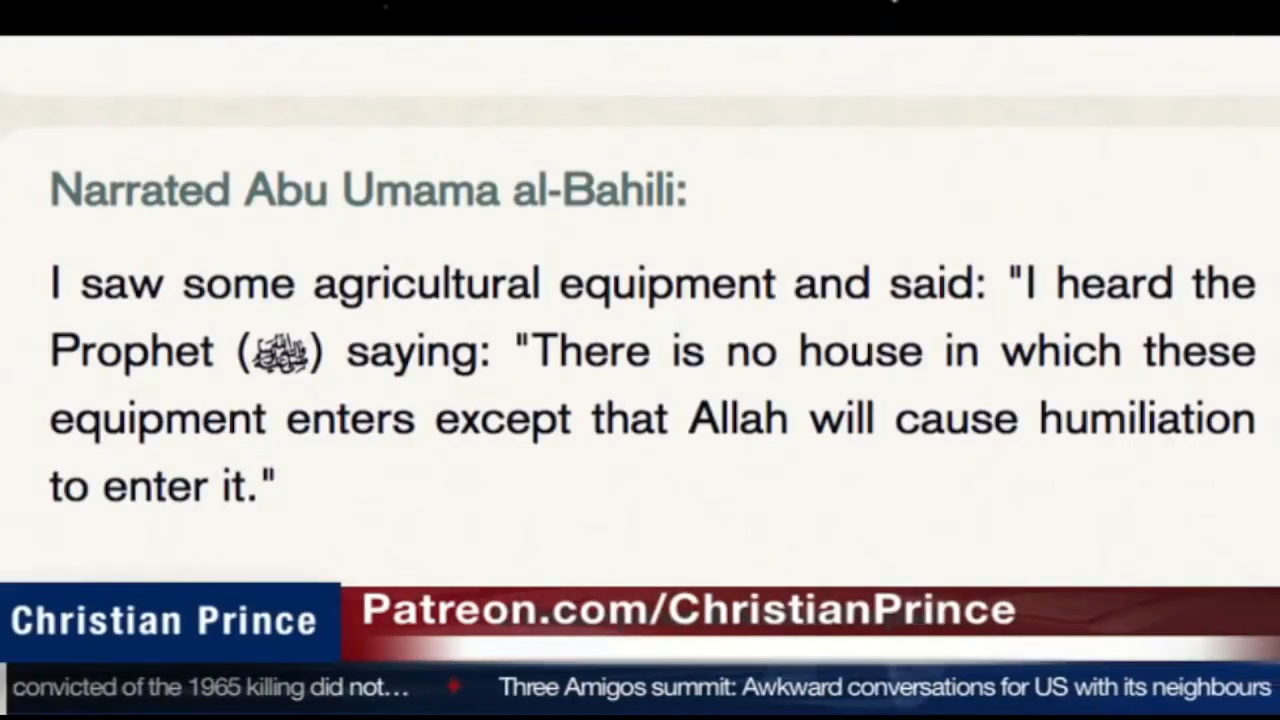 Narrated Abu Umama al-Bahili:
I saw some agricultural equipment and said: "I heard the
Prophet (ﷺ) saying: "There is no house in which these
equipment enters except that Allah will cause humiliation
to enter it."
Christian Prince
Patreon.com/ChristianPrince
convicted of the 1965 killing did not... ♦ Three Amigos summit: Awkward conversations for US with its neighbours